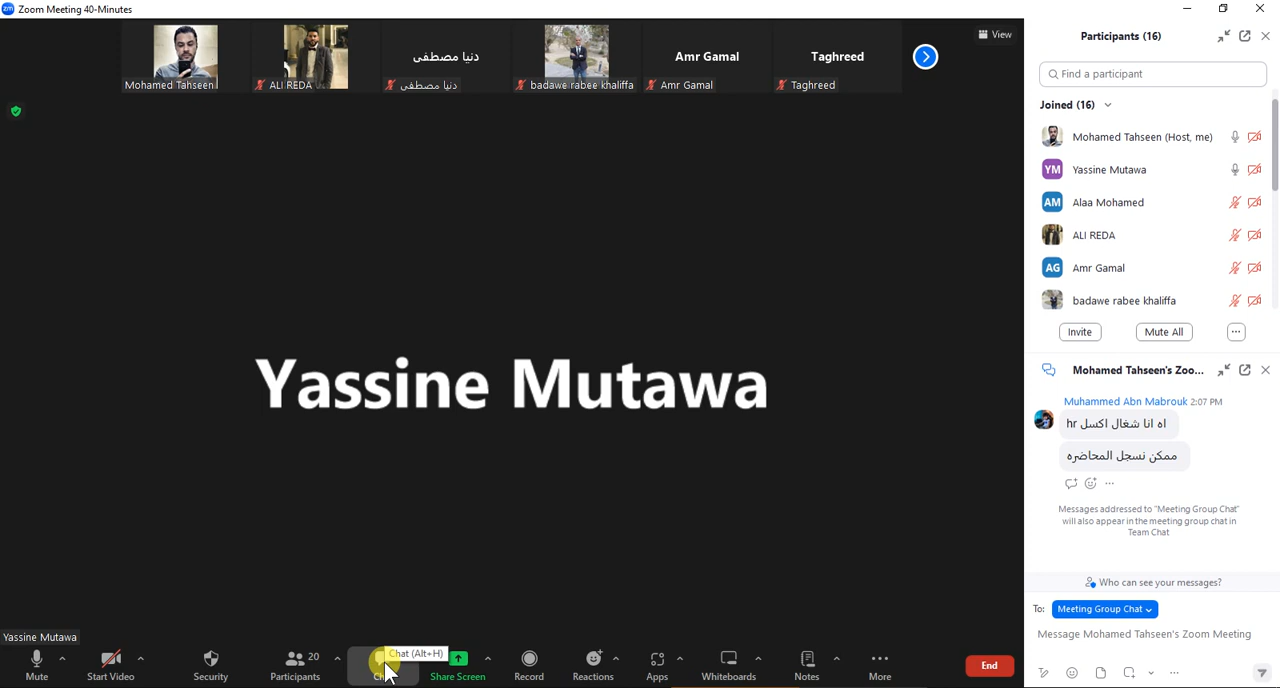 Zoom Meeting 40-Minutes
Mohamed Tahseen
ALI REDA
دنيا مصطفى
دنيا مصطفى
badawe rabee khaliffa
Amr Gamal
Amr Gamal
Taghreed
Taghreed
View
Participants (16)
Find a participant
Joined (16)
Mohamed Tahseen (Host, me)
YM Yassine Mutawa
AM Alaa Mohamed
ALI REDA
AG Amr Gamal
badawe rabee khaliffa
Invite
Mute All
Yassine Mutawa
Mohamed Tahseen's Zoo...
Muhammed Abn Mabrouk 2:07 PM
اه انا شغال اكسل hr
ممكن نسجل المحاضره
Messages addressed to "Meeting Group Chat"
will also appear in the meeting group chat in
Team Chat
Who can see your messages?
To: Meeting Group Chat
Message Mohamed Tahseen's Zoom Meeting
Yassine Mutawa
Chat (Alt+H)
Mute
Start Video
Security
20
Participants
Share Screen
Record
Reactions
Apps
Whiteboards
Notes
More
End